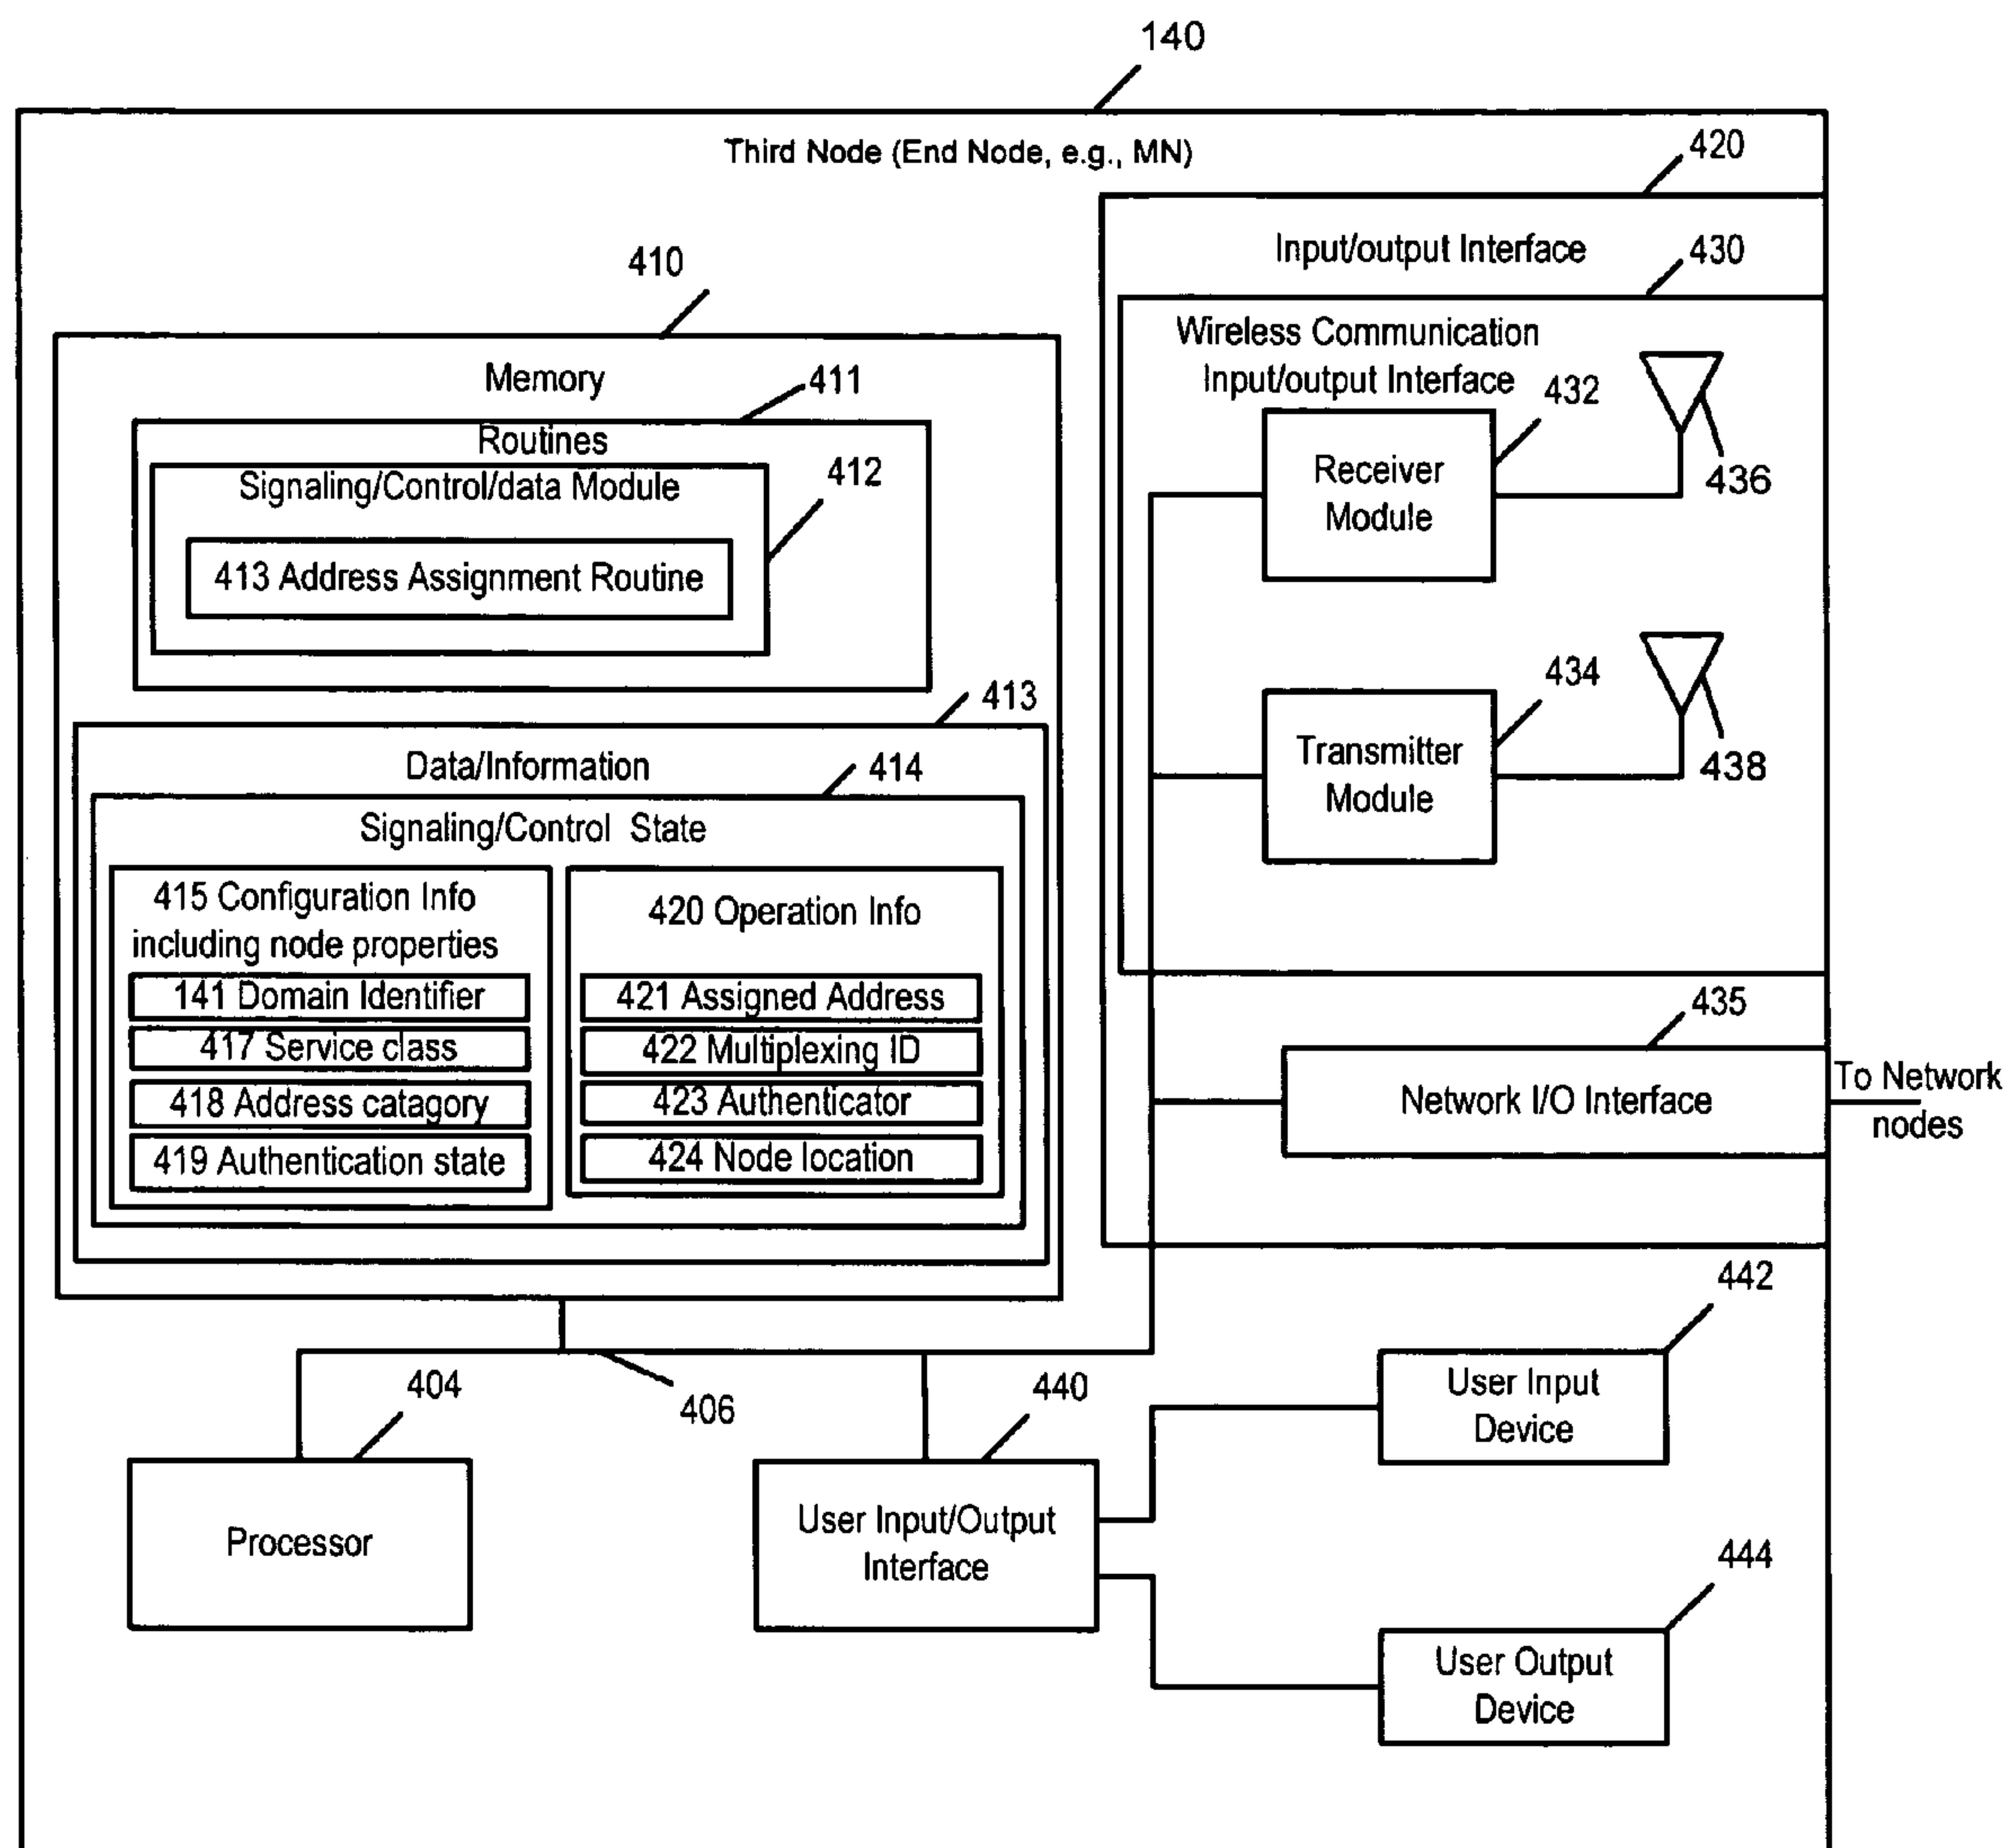 140
Third Node (End Node, e.g., MN)
420
Input/output Interface
430
Wireless Communication
Input/output Interface
432
Receiver
Module
436
434
Transmitter
Module
438
435
Network I/O Interface
To Network
nodes
410
Memory
411
Routines
Signaling/Control/data Module
412
413 Address Assignment Routine
413
Data/Information
414
Signaling/Control State
415 Configuration Info
including node properties
141 Domain Identifier
417 Service class
418 Address catagory
419 Authentication state
420 Operation Info
421 Assigned Address
422 Multiplexing ID
423 Authenticator
424 Node location
404
406
440
442
User Input
Device
Processor
User Input/Output
Interface
444
User Output
Device